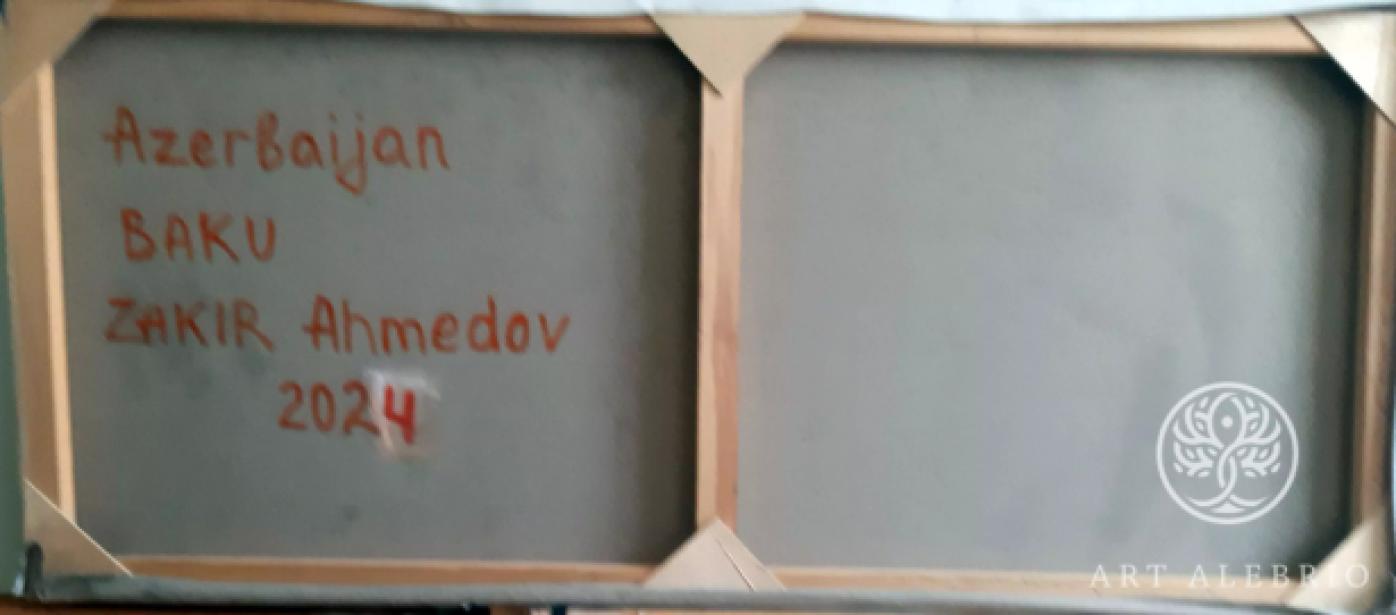 AzerBaijan
BAKU
ZAKIR Ahmedov
2024
ART ALEBRIO